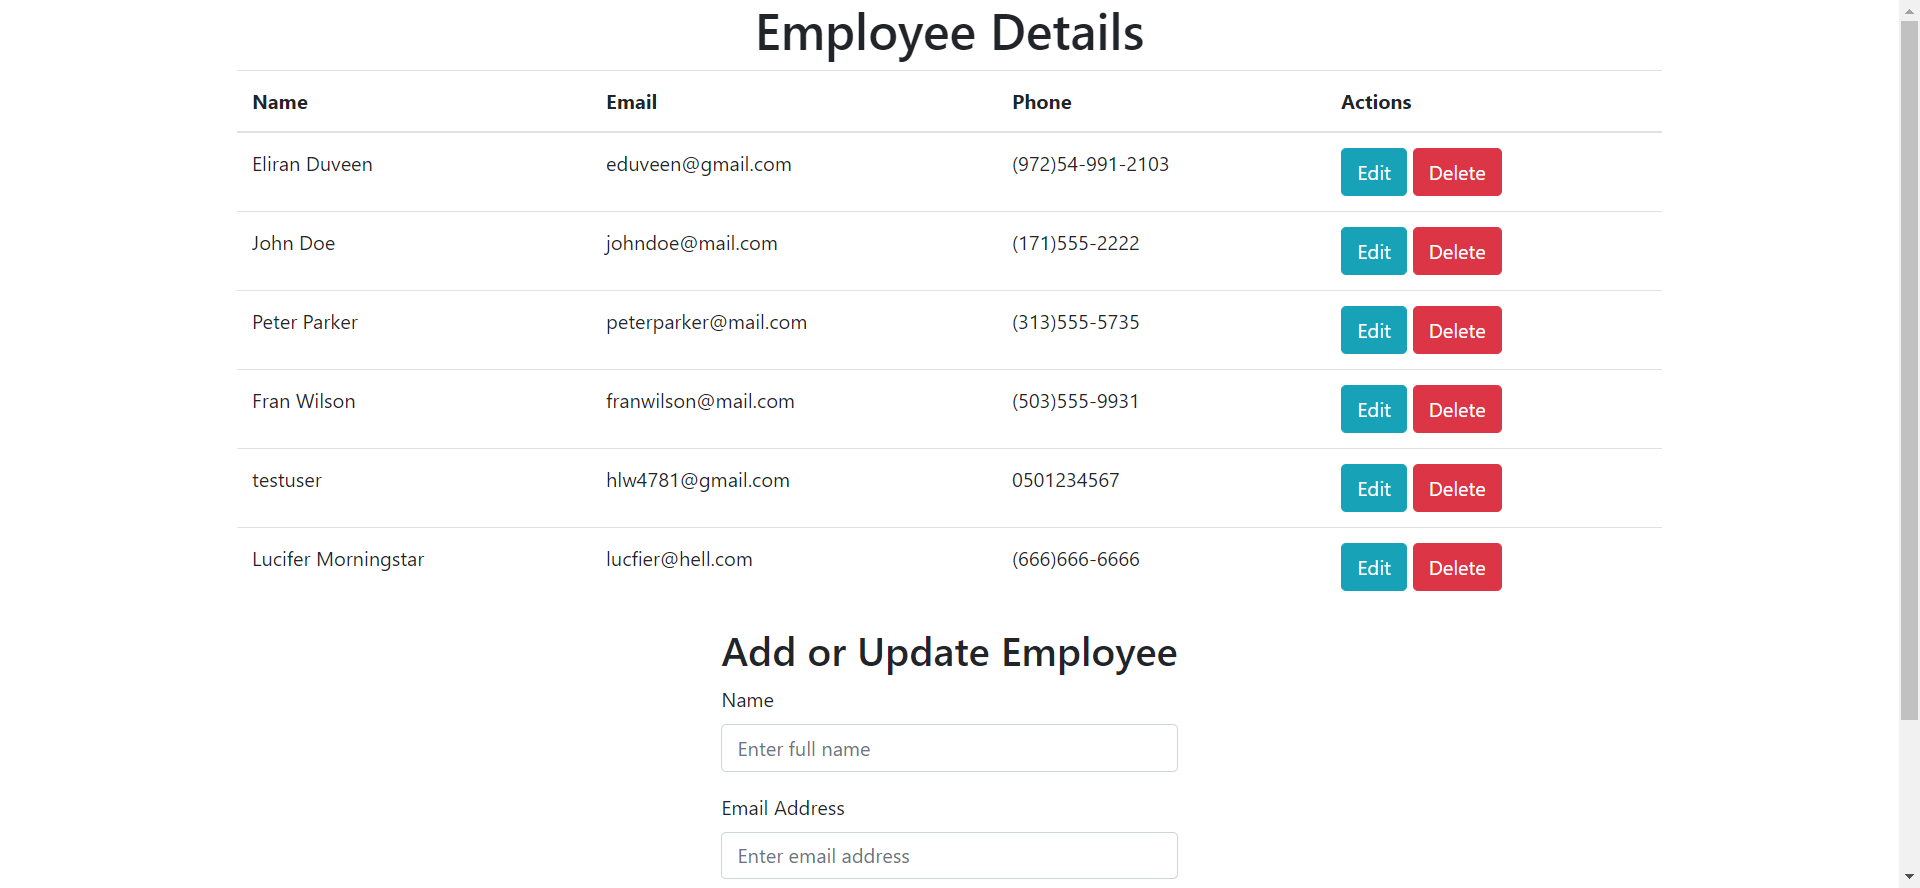 Employee Details
Name Email Phone Actions
Eliran Duveen eduveen@gmail.com (972)54-991-2103 Edit Delete
John Doe johndoe@mail.com (171)555-2222 Edit Delete
Peter Parker peterparker@mail.com (313)555-5735 Edit Delete
Fran Wilson franwilson@mail.com (503)555-9931 Edit Delete
testuser hlw4781@gmail.com 0501234567 Edit Delete
Lucifer Morningstar lucfier@hell.com (666)666-6666 Edit Delete
Add or Update Employee
Name
Enter full name
Email Address
Enter email address